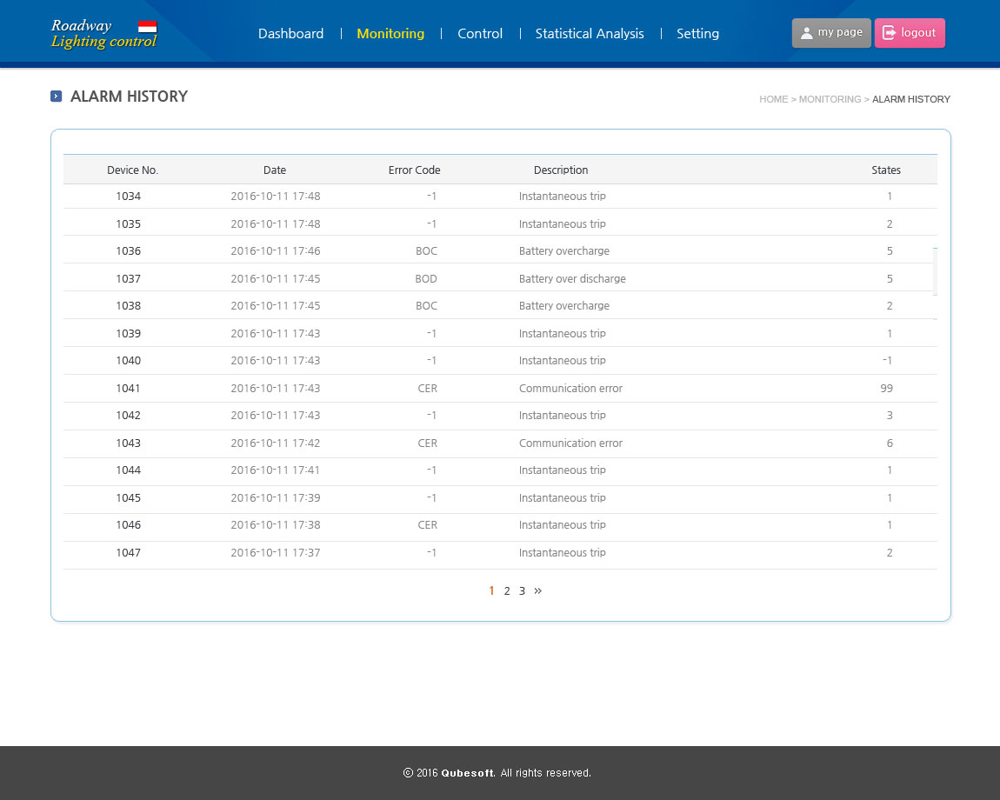 Roadway
Lighting control
Dashboard | Monitoring | Control | Statistical Analysis | Setting
my page logout
ALARM HISTORY
HOME > MONITORING > ALARM HISTORY
Device No. Date Error Code Description States
1034 2016-10-11 17:48 -1 Instantaneous trip 1
1035 2016-10-11 17:48 -1 Instantaneous trip 2
1036 2016-10-11 17:46 BOC Battery overcharge 5
1037 2016-10-11 17:45 BOD Battery over discharge 5
1038 2016-10-11 17:45 BOC Battery overcharge 2
1039 2016-10-11 17:43 -1 Instantaneous trip 1
1040 2016-10-11 17:43 -1 Instantaneous trip -1
1041 2016-10-11 17:43 CER Communication error 99
1042 2016-10-11 17:43 -1 Instantaneous trip 3
1043 2016-10-11 17:42 CER Communication error 6
1044 2016-10-11 17:41 -1 Instantaneous trip 1
1045 2016-10-11 17:39 -1 Instantaneous trip 1
1046 2016-10-11 17:38 CER Instantaneous trip 1
1047 2016-10-11 17:37 -1 Instantaneous trip 2
1 2 3 »
ⓒ 2016 Qubesoft. All rights reserved.